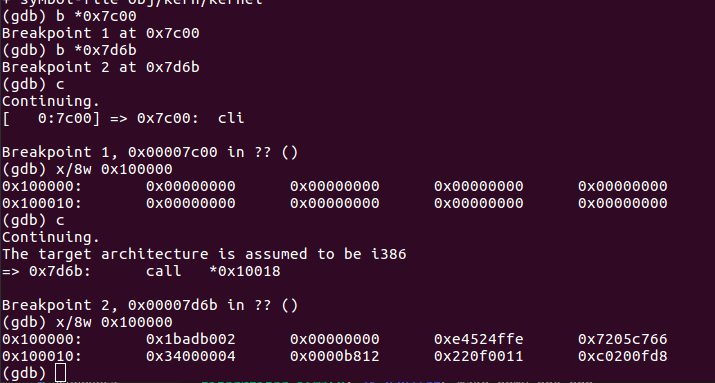 + symbol-file obj/kern/kernel
(gdb) b *0x7c00
Breakpoint 1 at 0x7c00
(gdb) b *0x7d6b
Breakpoint 2 at 0x7d6b
(gdb) c
Continuing.
[   0:7c00] => 0x7c00:  cli
Breakpoint 1, 0x00007c00 in ?? ()
(gdb) x/8w 0x100000
0x100000:       0x00000000      0x00000000      0x00000000      0x00000000
0x100010:       0x00000000      0x00000000      0x00000000      0x00000000
(gdb) c
Continuing.
The target architecture is assumed to be i386
=> 0x7d6b:      call   *0x10018
Breakpoint 2, 0x00007d6b in ?? ()
(gdb) x/8w 0x100000
0x100000:       0x1badb002      0x00000000      0xe4524ffe      0x7205c766
0x100010:       0x34000004      0x0000b812      0x220f0011      0xc0200fd8
(gdb)